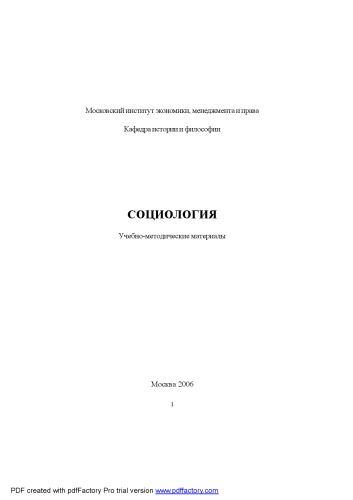 Московский институт экономики, менеджмента и права
Кафедра истории и философии
СОЦИОЛОГИЯ
Учебно-методические материалы
Москва 2006
1
PDF created with pdfFactory Pro trial version www.pdffactory.com